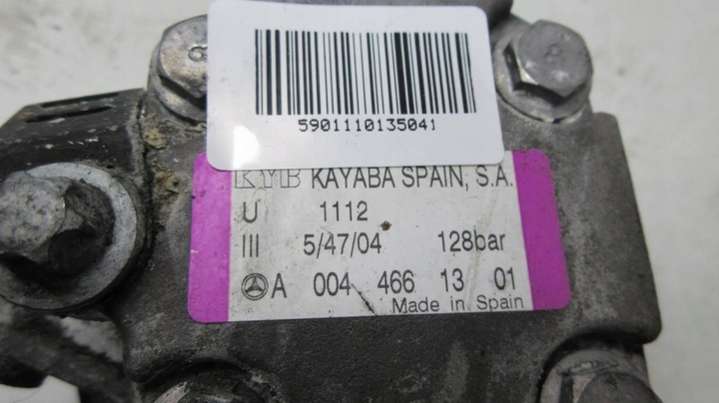 5901110135041
KYB KAYABA SPAIN, S.A.
U 1112
III 5/47/04 128bar
A 004 466 13 01
Made in Spain